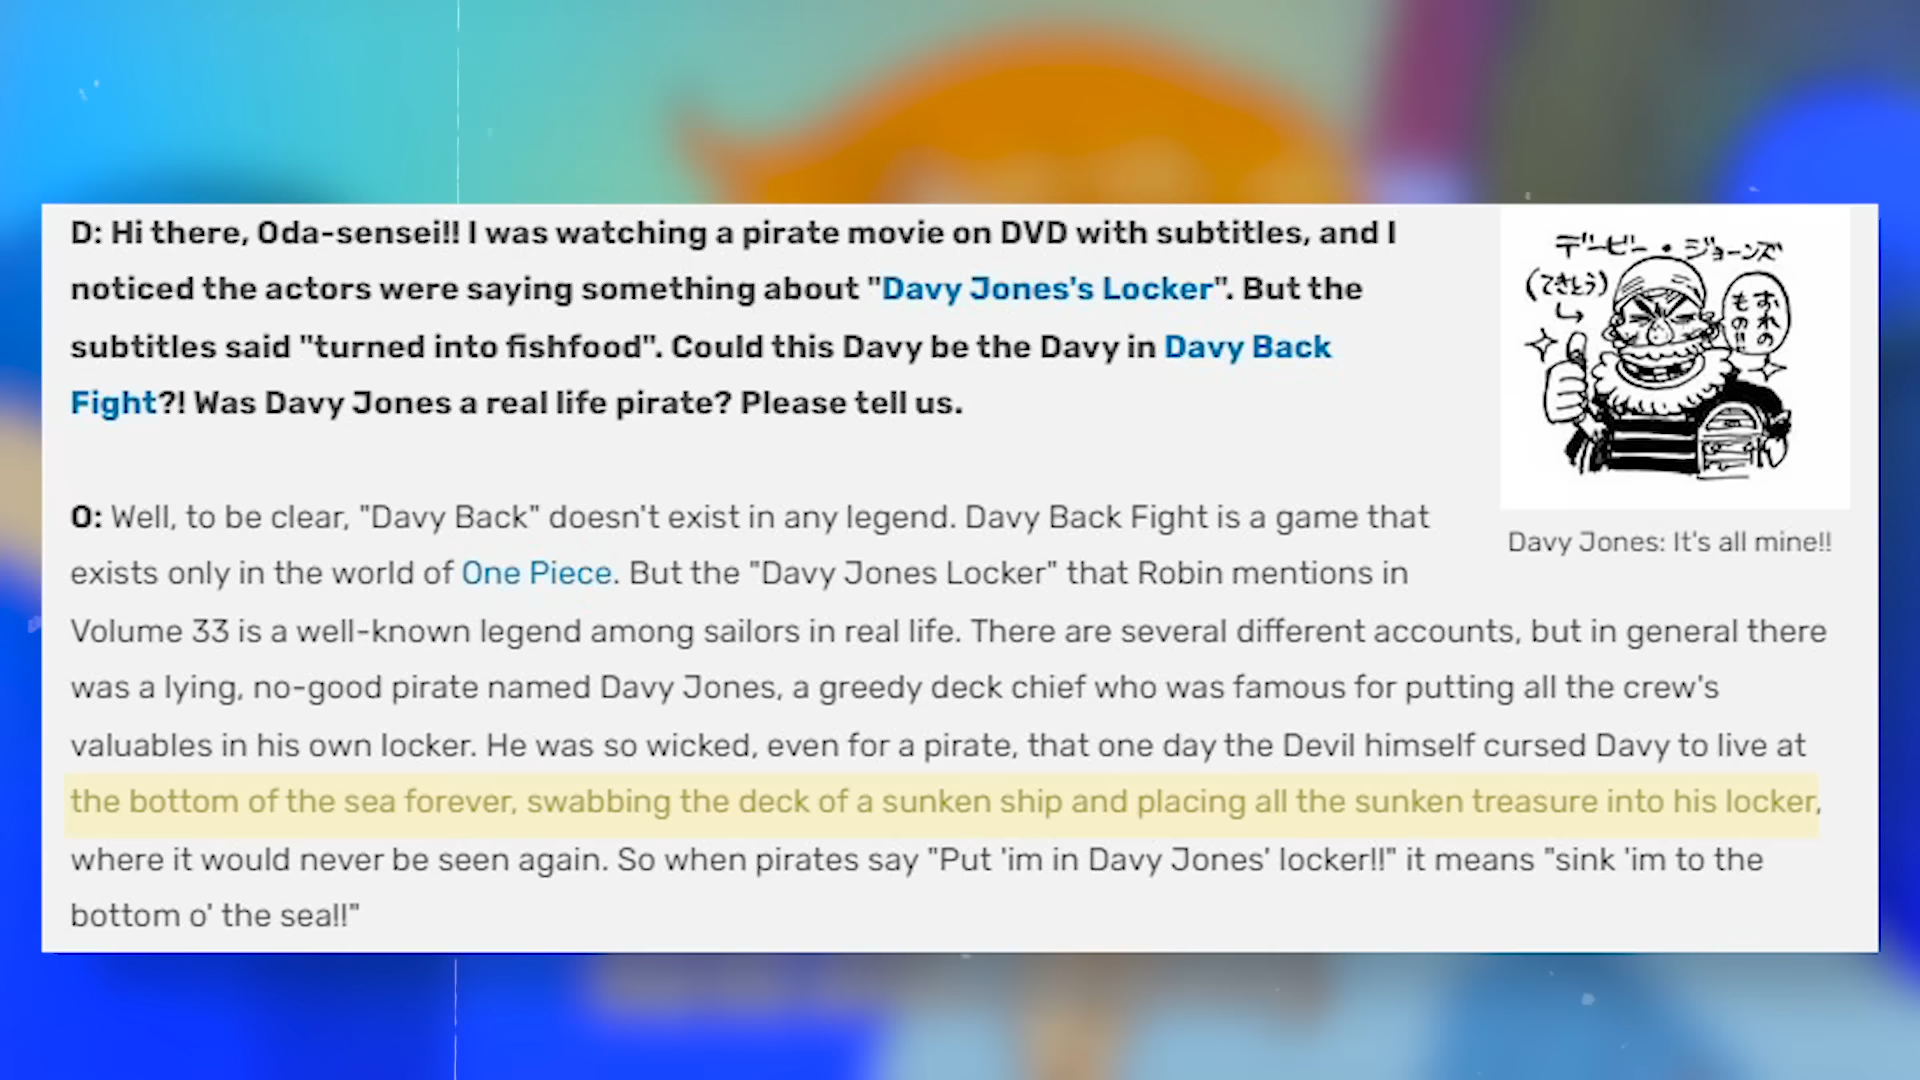 D: Hi there, Oda-sensei!! I was watching a pirate movie on DVD with subtitles, and I
noticed the actors were saying something about "Davy Jones's Locker". But the
subtitles said "turned into fishfood". Could this Davy be the Davy in Davy Back
Fight?! Was Davy Jones a real life pirate? Please tell us.
デービー・ジョーンズ
(てきとう)
おれの
もの!!
Davy Jones: It's all mine!!
O: Well, to be clear, "Davy Back" doesn't exist in any legend. Davy Back Fight is a game that
exists only in the world of One Piece. But the "Davy Jones Locker" that Robin mentions in
Volume 33 is a well-known legend among sailors in real life. There are several different accounts, but in general there
was a lying, no-good pirate named Davy Jones, a greedy deck chief who was famous for putting all the crew's
valuables in his own locker. He was so wicked, even for a pirate, that one day the Devil himself cursed Davy to live at
the bottom of the sea forever, swabbing the deck of a sunken ship and placing all the sunken treasure into his locker,
where it would never be seen again. So when pirates say "Put 'im in Davy Jones' locker!!" it means "sink 'im to the
bottom o' the sea!!"